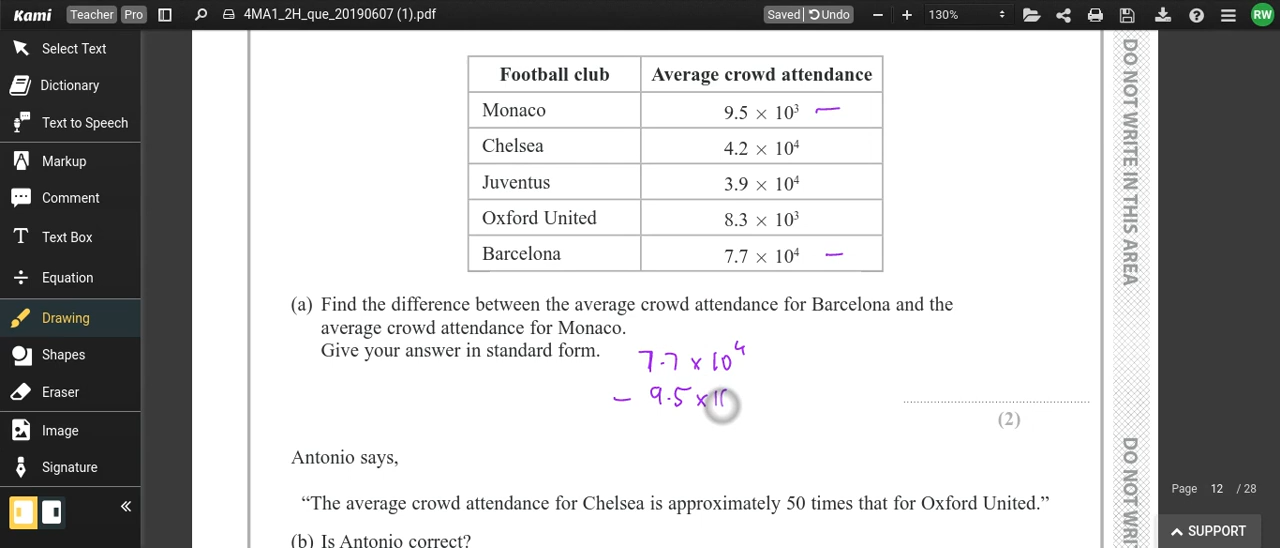 Kami Teacher Pro 4MA1_2H_que_20190607 (1).pdf Saved Undo − + 130% RW
Select Text
Dictionary
Text to Speech
Markup
Comment
Text Box
Equation
Drawing
Shapes
Eraser
Image
Signature
Football club Average crowd attendance
Monaco 9.5 × 10³
Chelsea 4.2 × 10⁴
Juventus 3.9 × 10⁴
Oxford United 8.3 × 10³
Barcelona 7.7 × 10⁴
(a) Find the difference between the average crowd attendance for Barcelona and the
average crowd attendance for Monaco.
Give your answer in standard form.
7.7 × 10⁴
− 9.5 × 1
(2)
Antonio says,
“The average crowd attendance for Chelsea is approximately 50 times that for Oxford United.”
(b) Is Antonio correct?
DO NOT WRITE IN THIS AREA
DO NOT WRI
Page 12 / 28
SUPPORT